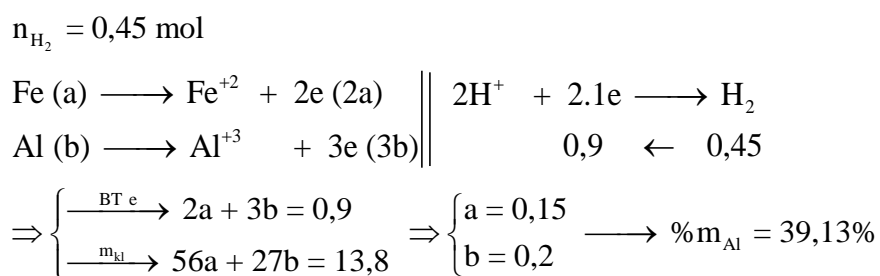 n_{H_2} = 0,45 mol
Fe (a) ⟶ Fe^{+2} + 2e (2a) || 2H^+ + 2.1e ⟶ H_2
Al (b) ⟶ Al^{+3} + 3e (3b) || 0,9 ← 0,45
⇒ { \xrightarrow{BT e} 2a + 3b = 0,9 ⇒ { a = 0,15 ⟶ %m_{Al} = 39,13%
\xrightarrow{m_{kl}} 56a + 27b = 13,8 b = 0,2